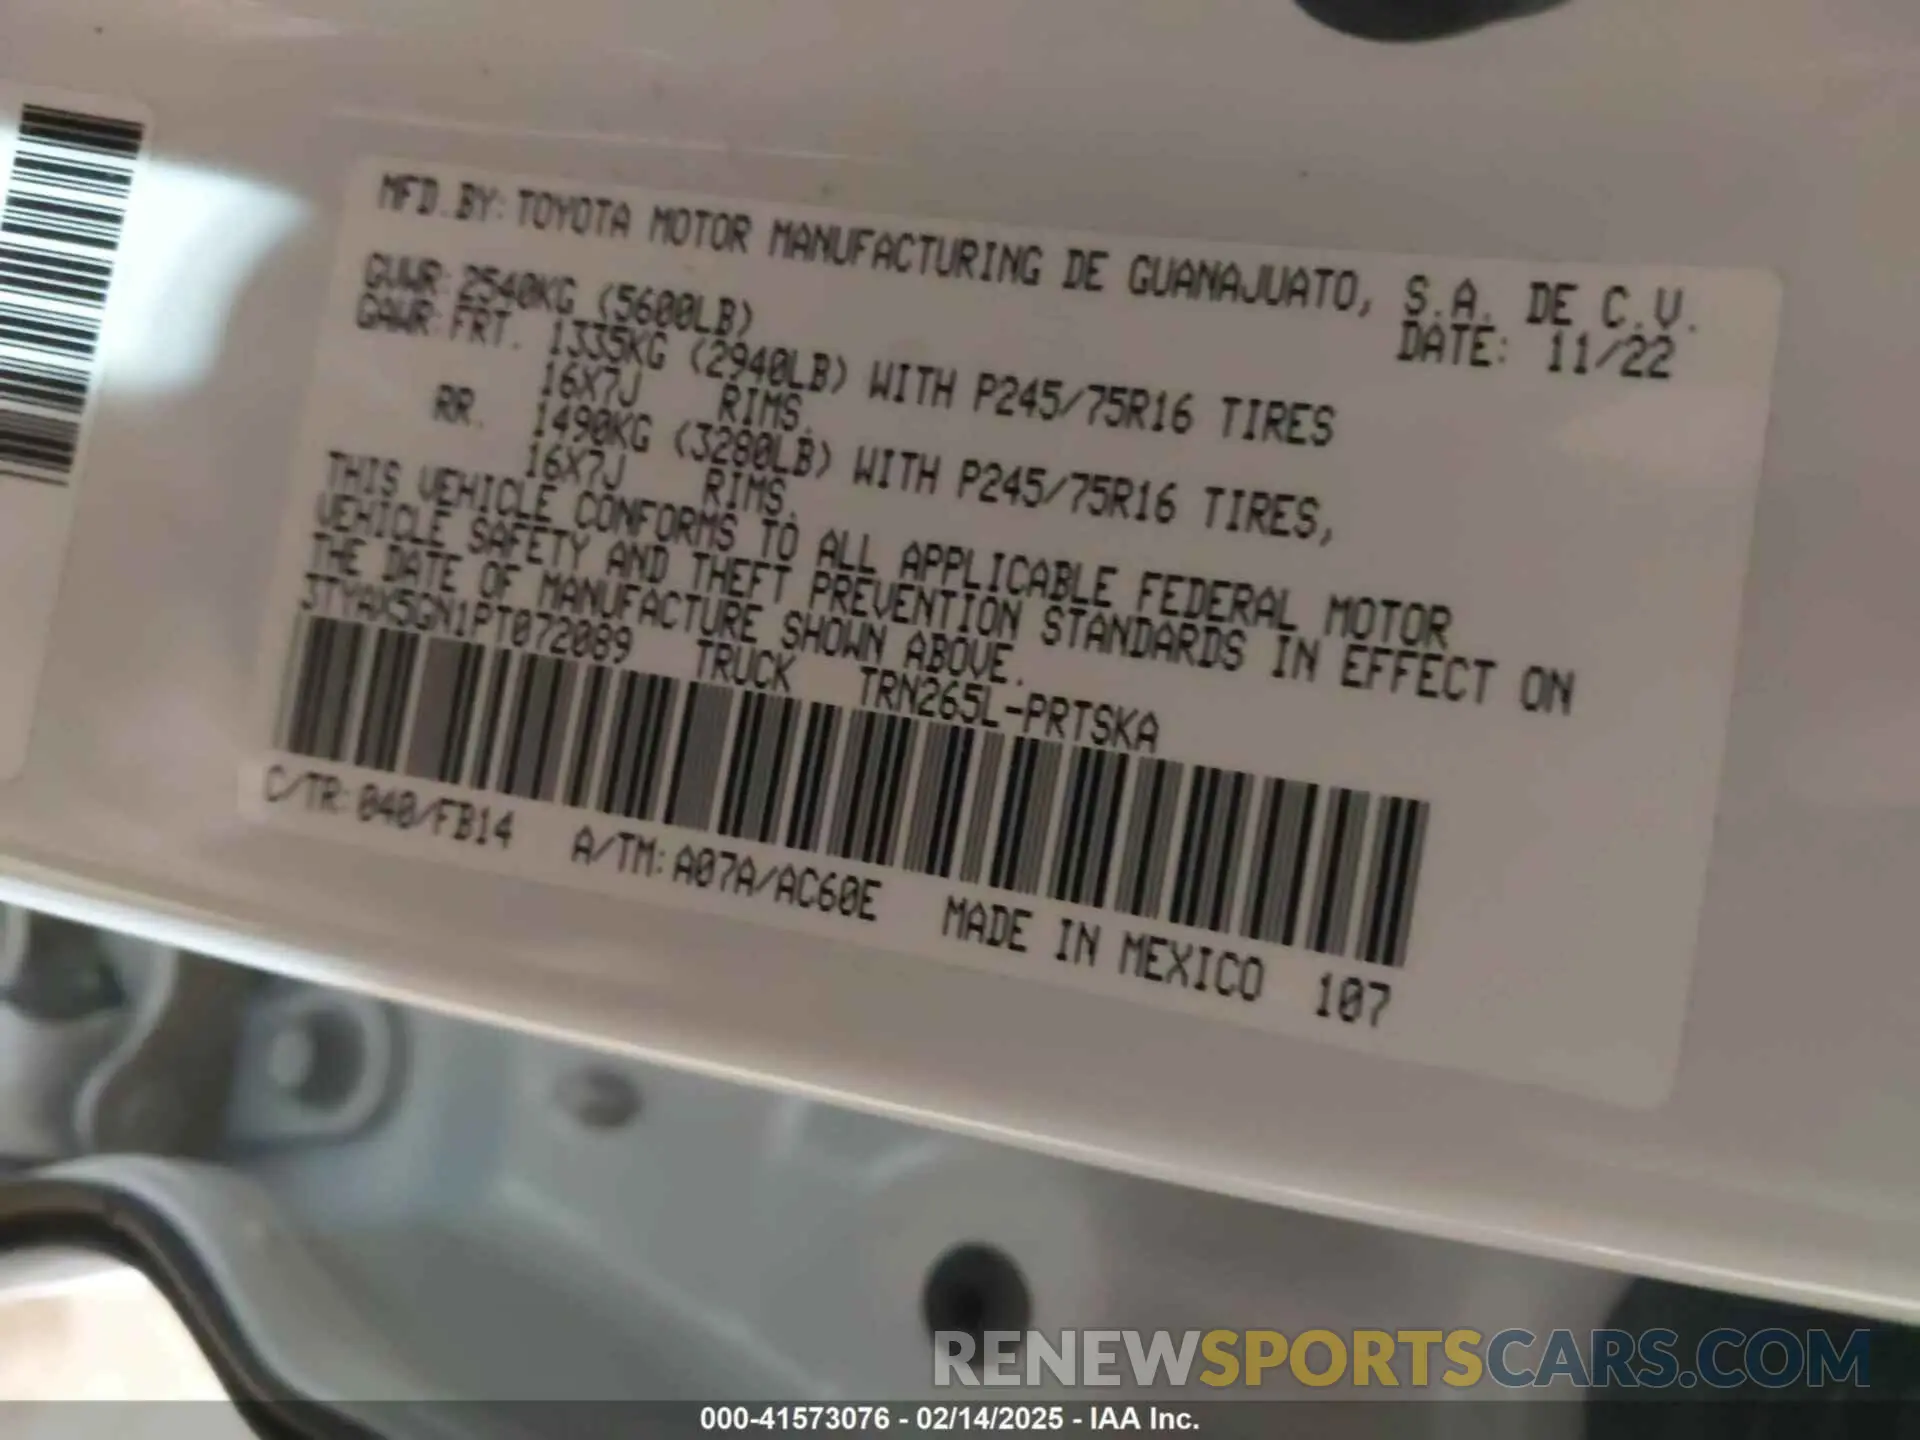 MFD.BY: TOYOTA MOTOR MANUFACTURING DE GUANAJUATO, S.A. DE C.V.
DATE: 11/22
GVWR: 2540KG (5600LB)
GAWR: FRT. 1335KG (2940LB) WITH P245/75R16 TIRES
16X7J RIMS.
RR. 1490KG (3280LB) WITH P245/75R16 TIRES,
16X7J RIMS.
THIS VEHICLE CONFORMS TO ALL APPLICABLE FEDERAL MOTOR
VEHICLE SAFETY AND THEFT PREVENTION STANDARDS IN EFFECT ON
THE DATE OF MANUFACTURE SHOWN ABOVE.
3TYAX5GN1PT072089 TRUCK TRN265L-PRTSKA
C/TR: 040/FB14 A/TM: A07A/AC60E MADE IN MEXICO 107
RENEWSPORTSCARS.COM
000-41573076 - 02/14/2025 - IAA Inc.